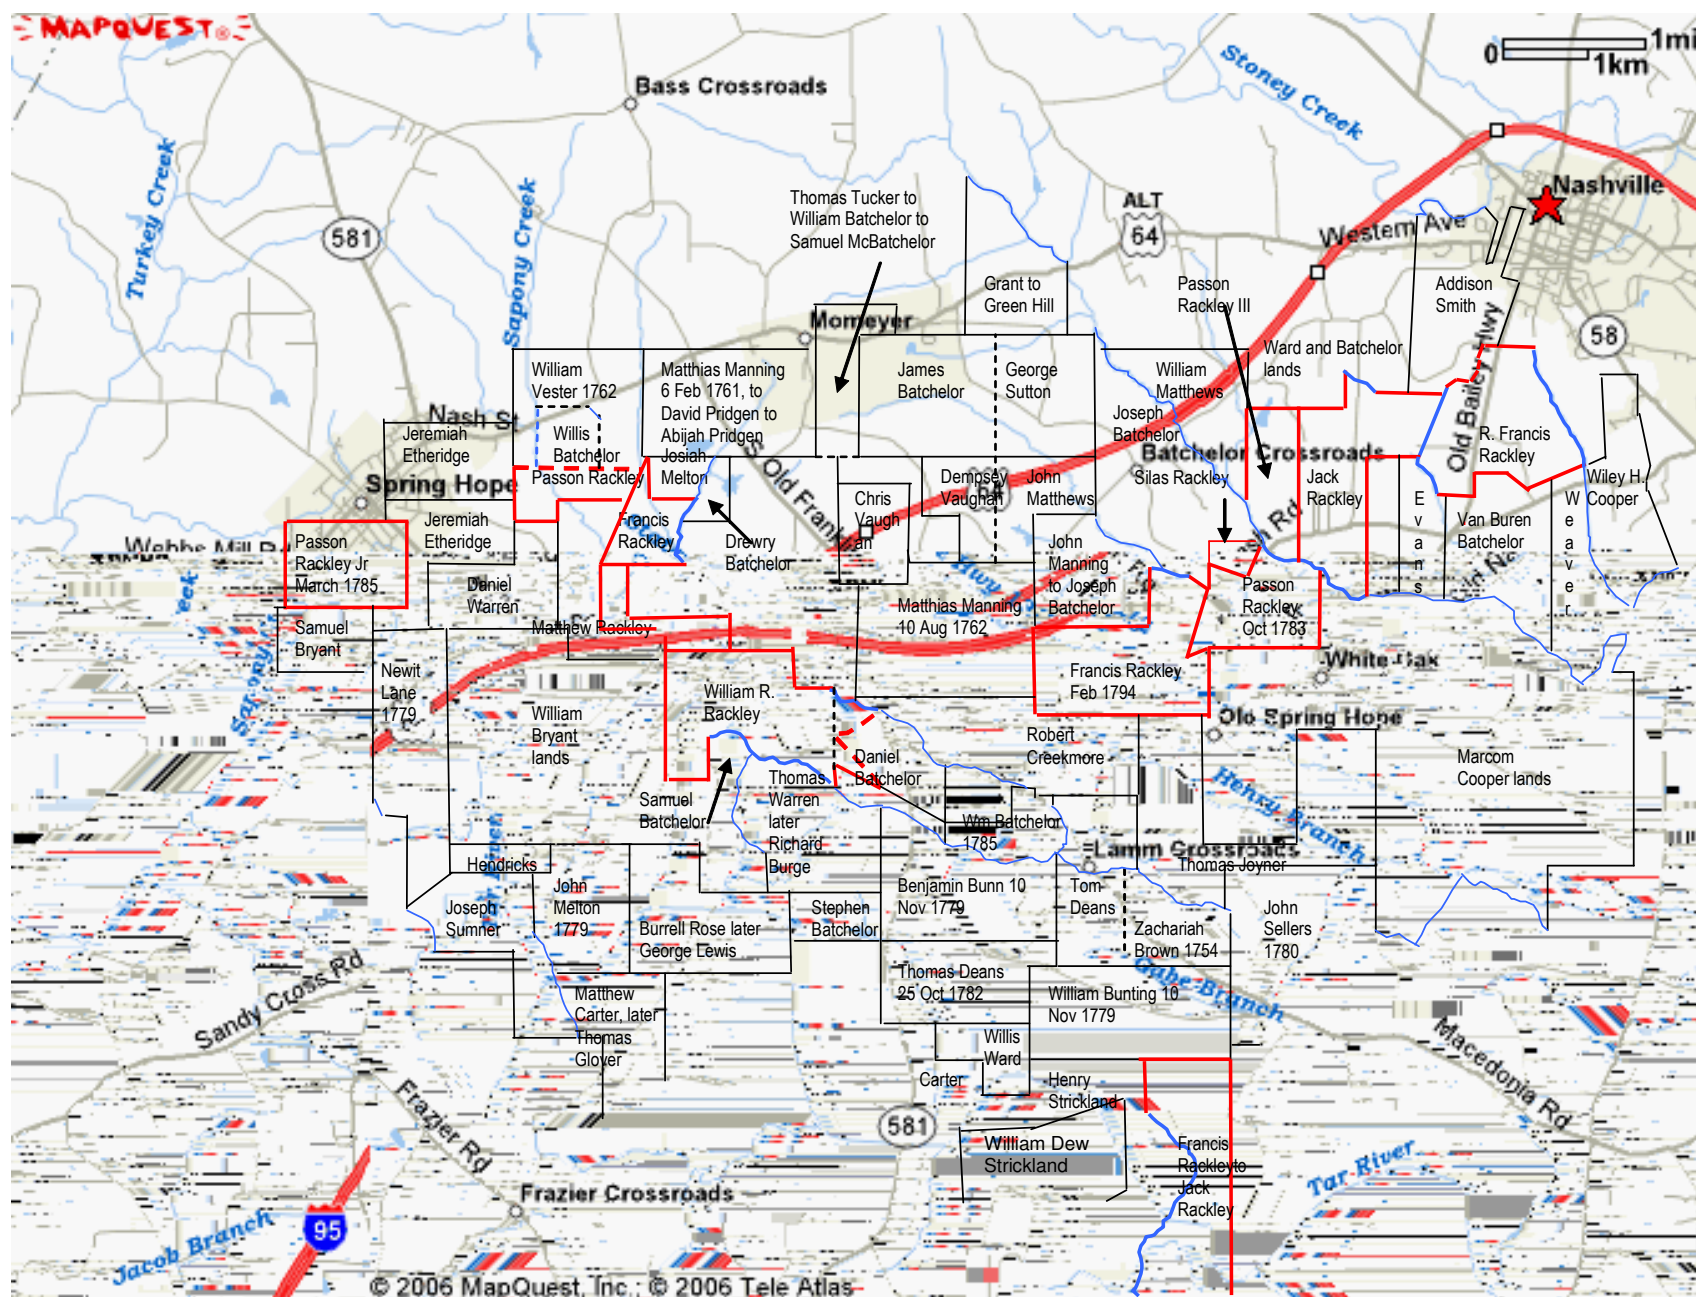 MAPQUEST®
0 1mi
1km
Stoney Creek
Bass Crossroads
Turkey Creek
Sapony Creek
581
Thomas Tucker to
William Batchelor to
Samuel McBatchelor
ALT
64
Nashville
Western Ave
Grant to
Green Hill
Passon
Rackley III
Addison
Smith
Old Bailey Hwy
58
Momeyer
Ward and Batchelor
lands
William
Vester 1762
Matthias Manning
6 Feb 1761, to
David Pridgen to
Abijah Pridgen
James
Batchelor
George
Sutton
William
Matthews
Joseph
Batchelor
Nash St
Jeremiah
Etheridge
Willis
Batchelor
R. Francis
Rackley
S Old Franklin
Batchelor Crossroads
Josiah
Melton
Passon Rackley
Dempsey
Vaughan
John
Matthews
Silas Rackley
Jack
Rackley
Wiley H.
Cooper
Spring Hope
64
Chris
Vaughan
Evans
Weaver
Jeremiah
Etheridge
Francis
Rackley
Van Buren
Batchelor
Rd
Webbs Mill Rd
Passon
Rackley Jr
March 1785
Drewry
Batchelor
John
Manning
to Joseph
Batchelor
Hwy
Daniel
Warren
Passon
Rackley
Oct 1783
Matthias Manning
10 Aug 1762
Samuel
Bryant
Matthew Rackley
White Oak
Newit
Lane
1779
Francis Rackley
Feb 1794
William R.
Rackley
William
Bryant
lands
Old Spring Hope
Sapony
Robert
Creekmore
Daniel
Batchelor
Marcom
Cooper lands
Thomas
Warren
later
Richard
Burge
Henry Branch
Samuel
Batchelor
Wm Batchelor
1785
Lamm Crossroads
Hendricks
Thomas Joyner
John
Melton
1779
Benjamin Bunn 10
Nov 1779
Tom
Deans
Joseph
Sumner
Stephen
Batchelor
John
Sellers
1780
Burrell Rose later
George Lewis
Zachariah
Brown 1754
Thomas Deans
25 Oct 1782
Gabe Branch
Sandy Cross Rd
Matthew
Carter, later
Thomas
Glover
William Bunting 10
Nov 1779
Macedonia Rd
Willis
Ward
Carter
Henry
Strickland
Frazier Rd
581
William Dew
Strickland
Francis
Rackley to
Jack
Rackley
Tar River
Frazier Crossroads
95
Jacob Branch
© 2006 MapQuest, Inc.; © 2006 Tele Atlas